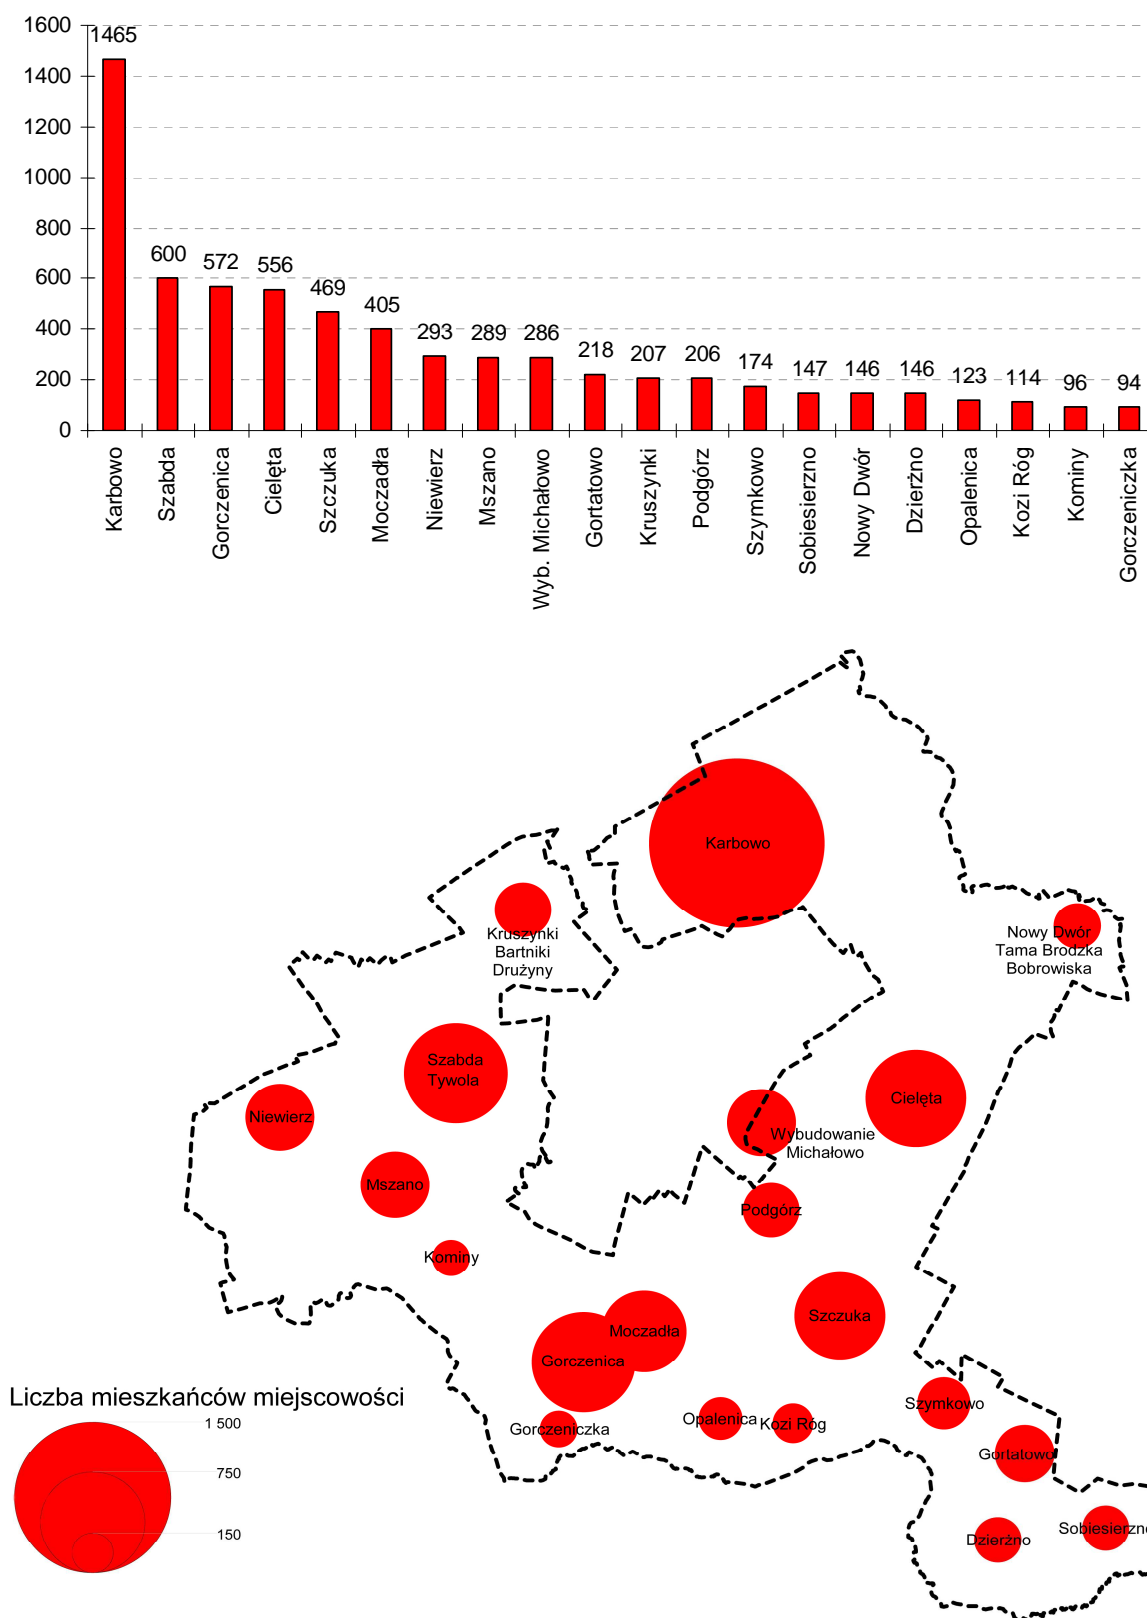 1600
1400
1200
1000
800
600
400
200
0
1465
600
572
556
469
405
293
289
286
218
207
206
174
147
146
146
123
114
96
94
Karbowo
Szabda
Gorczenica
Cielęta
Szczuka
Moczadła
Niewierz
Mszano
Wyb. Michałowo
Gortatowo
Kruszynki
Podgórz
Szymkowo
Sobiesierzno
Nowy Dwór
Dzierżno
Opalenica
Kozi Róg
Kominy
Gorczeniczka
Karbowo
Kruszynki
Bartniki
Drużyny
Nowy Dwór
Tama Brodzka
Bobrowiska
Szabda
Tywola
Cielęta
Niewierz
Wybudowanie
Michałowo
Mszano
Podgórz
Kominy
Szczuka
Moczadła
Gorczenica
Szymkowo
Opalenica
Kozi Róg
Gorczeniczka
Gortatowo
Sobiesierzno
Dzierżno
Liczba mieszkańców miejscowości
1 500
750
150